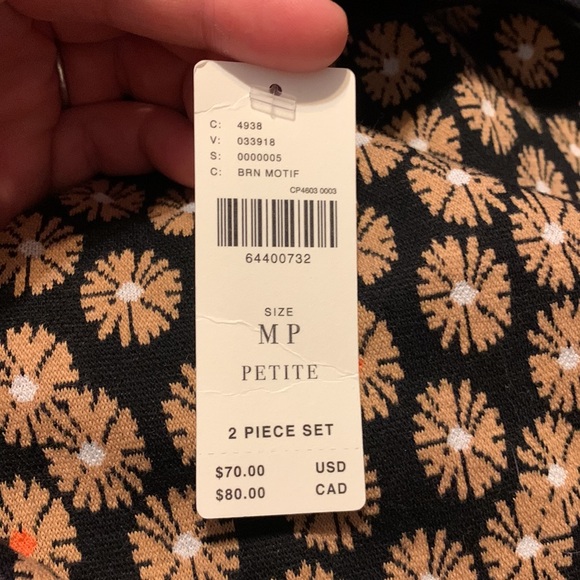 C: 4938
V: 033918
S: 0000005
C: BRN MOTIF
CP4603 0003
64400732
SIZE
MP
PETITE
2 PIECE SET
$70.00 USD
$80.00 CAD